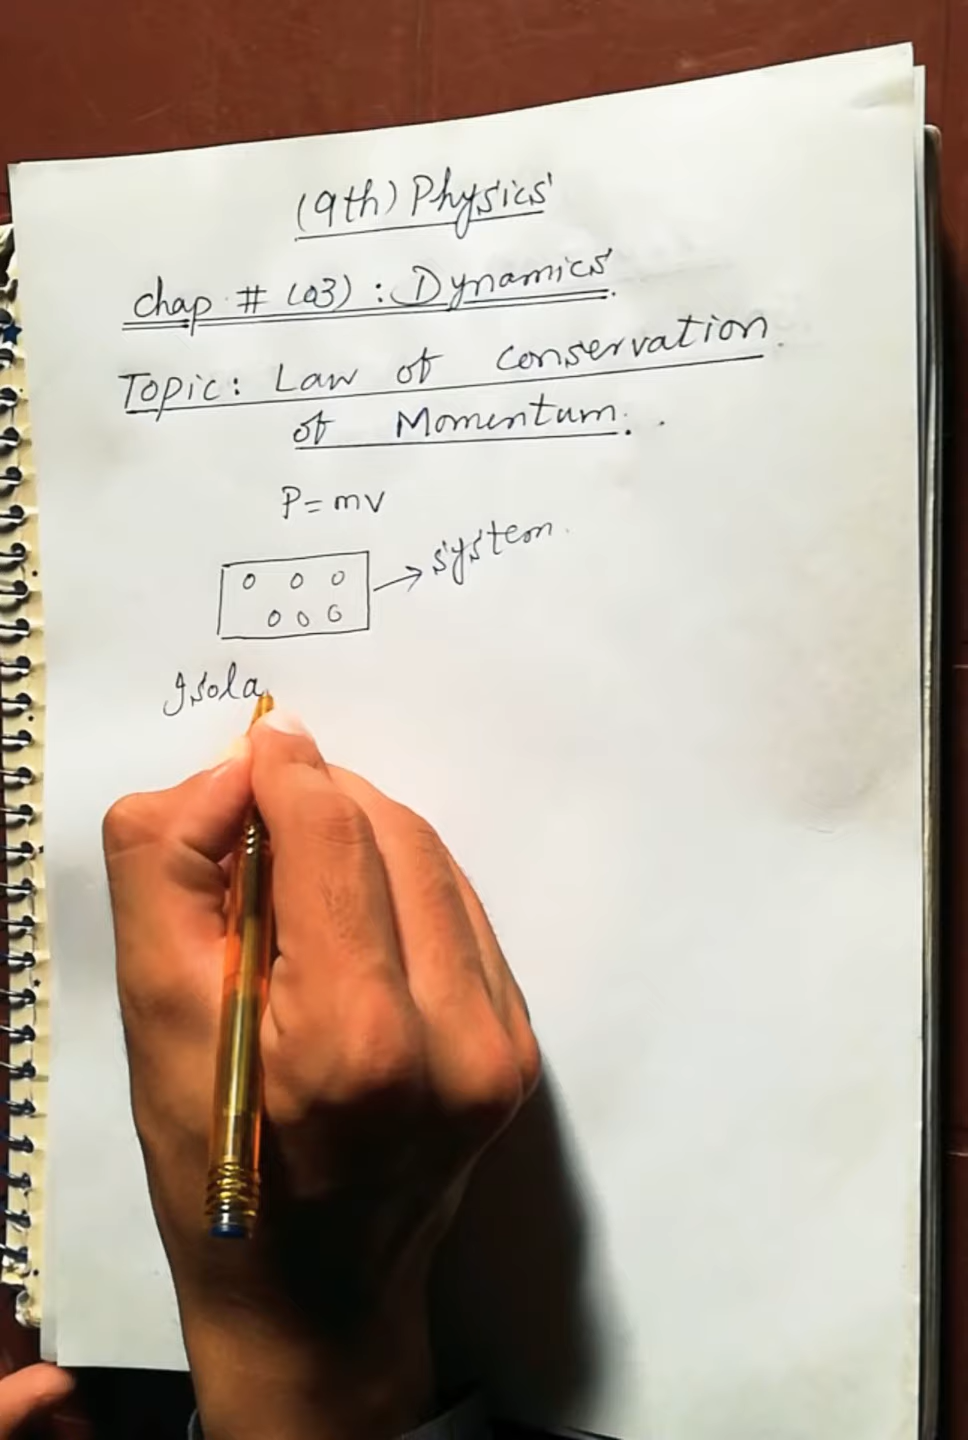 (9th) Physics
Chap # (03) : Dynamics.
Topic: Law of Conservation.
of Momentum.
P = mv
system.
Isola